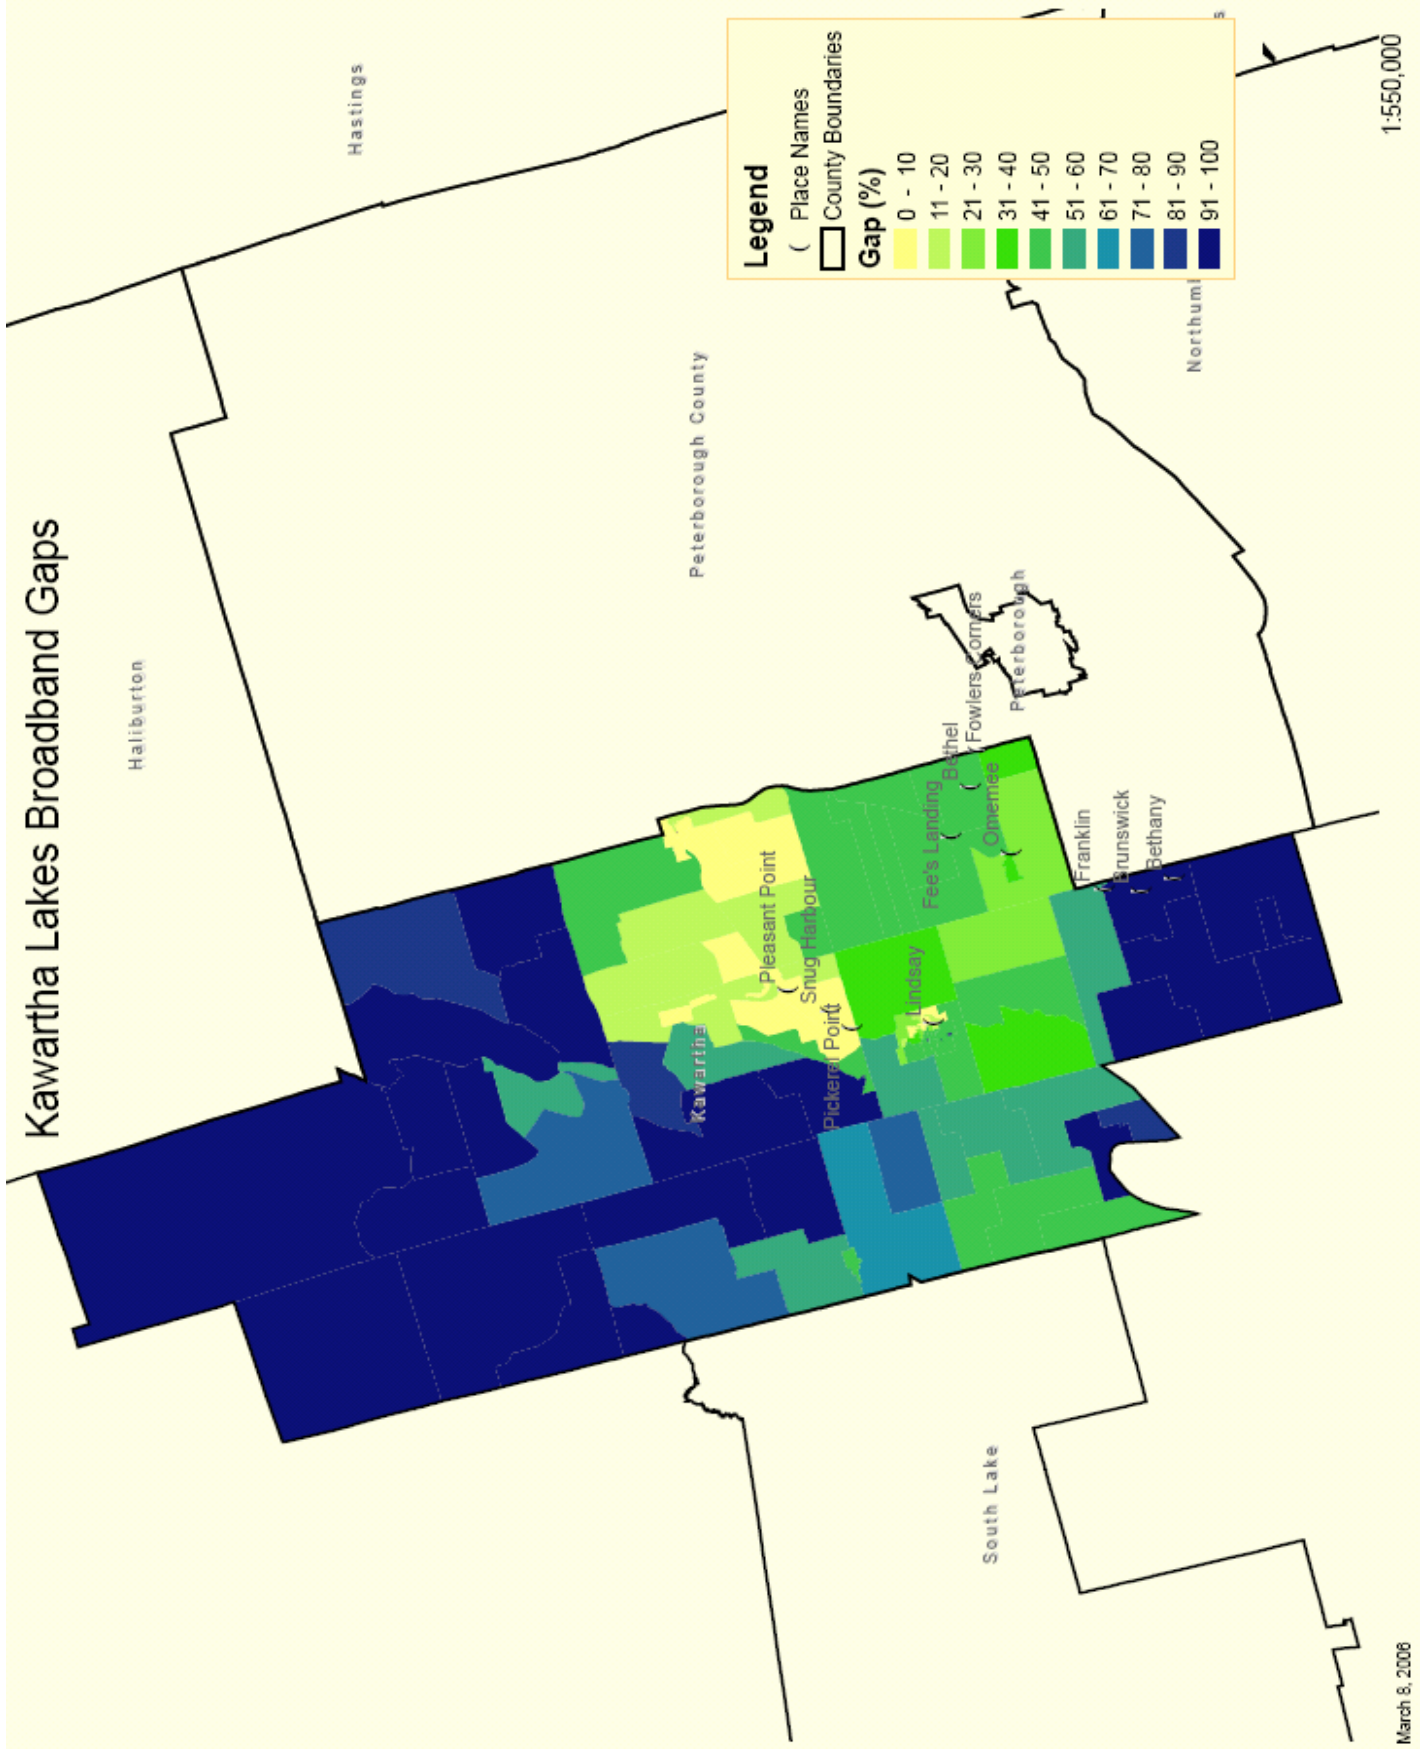 Kawartha Lakes Broadband Gaps
Haliburton
Hastings
Peterborough County
Kawartha
Pleasant Point
Snug Harbour
Pickerel Point
Lindsay
Fee's Landing
Bethel
Fowlers Corners
Omemee
Peterborough
Franklin
Brunswick
Bethany
South Lake
Northuml
s
Legend
( Place Names
County Boundaries
Gap (%)
0 - 10
11 - 20
21 - 30
31 - 40
41 - 50
51 - 60
61 - 70
71 - 80
81 - 90
91 - 100
March 8, 2006
1:550,000